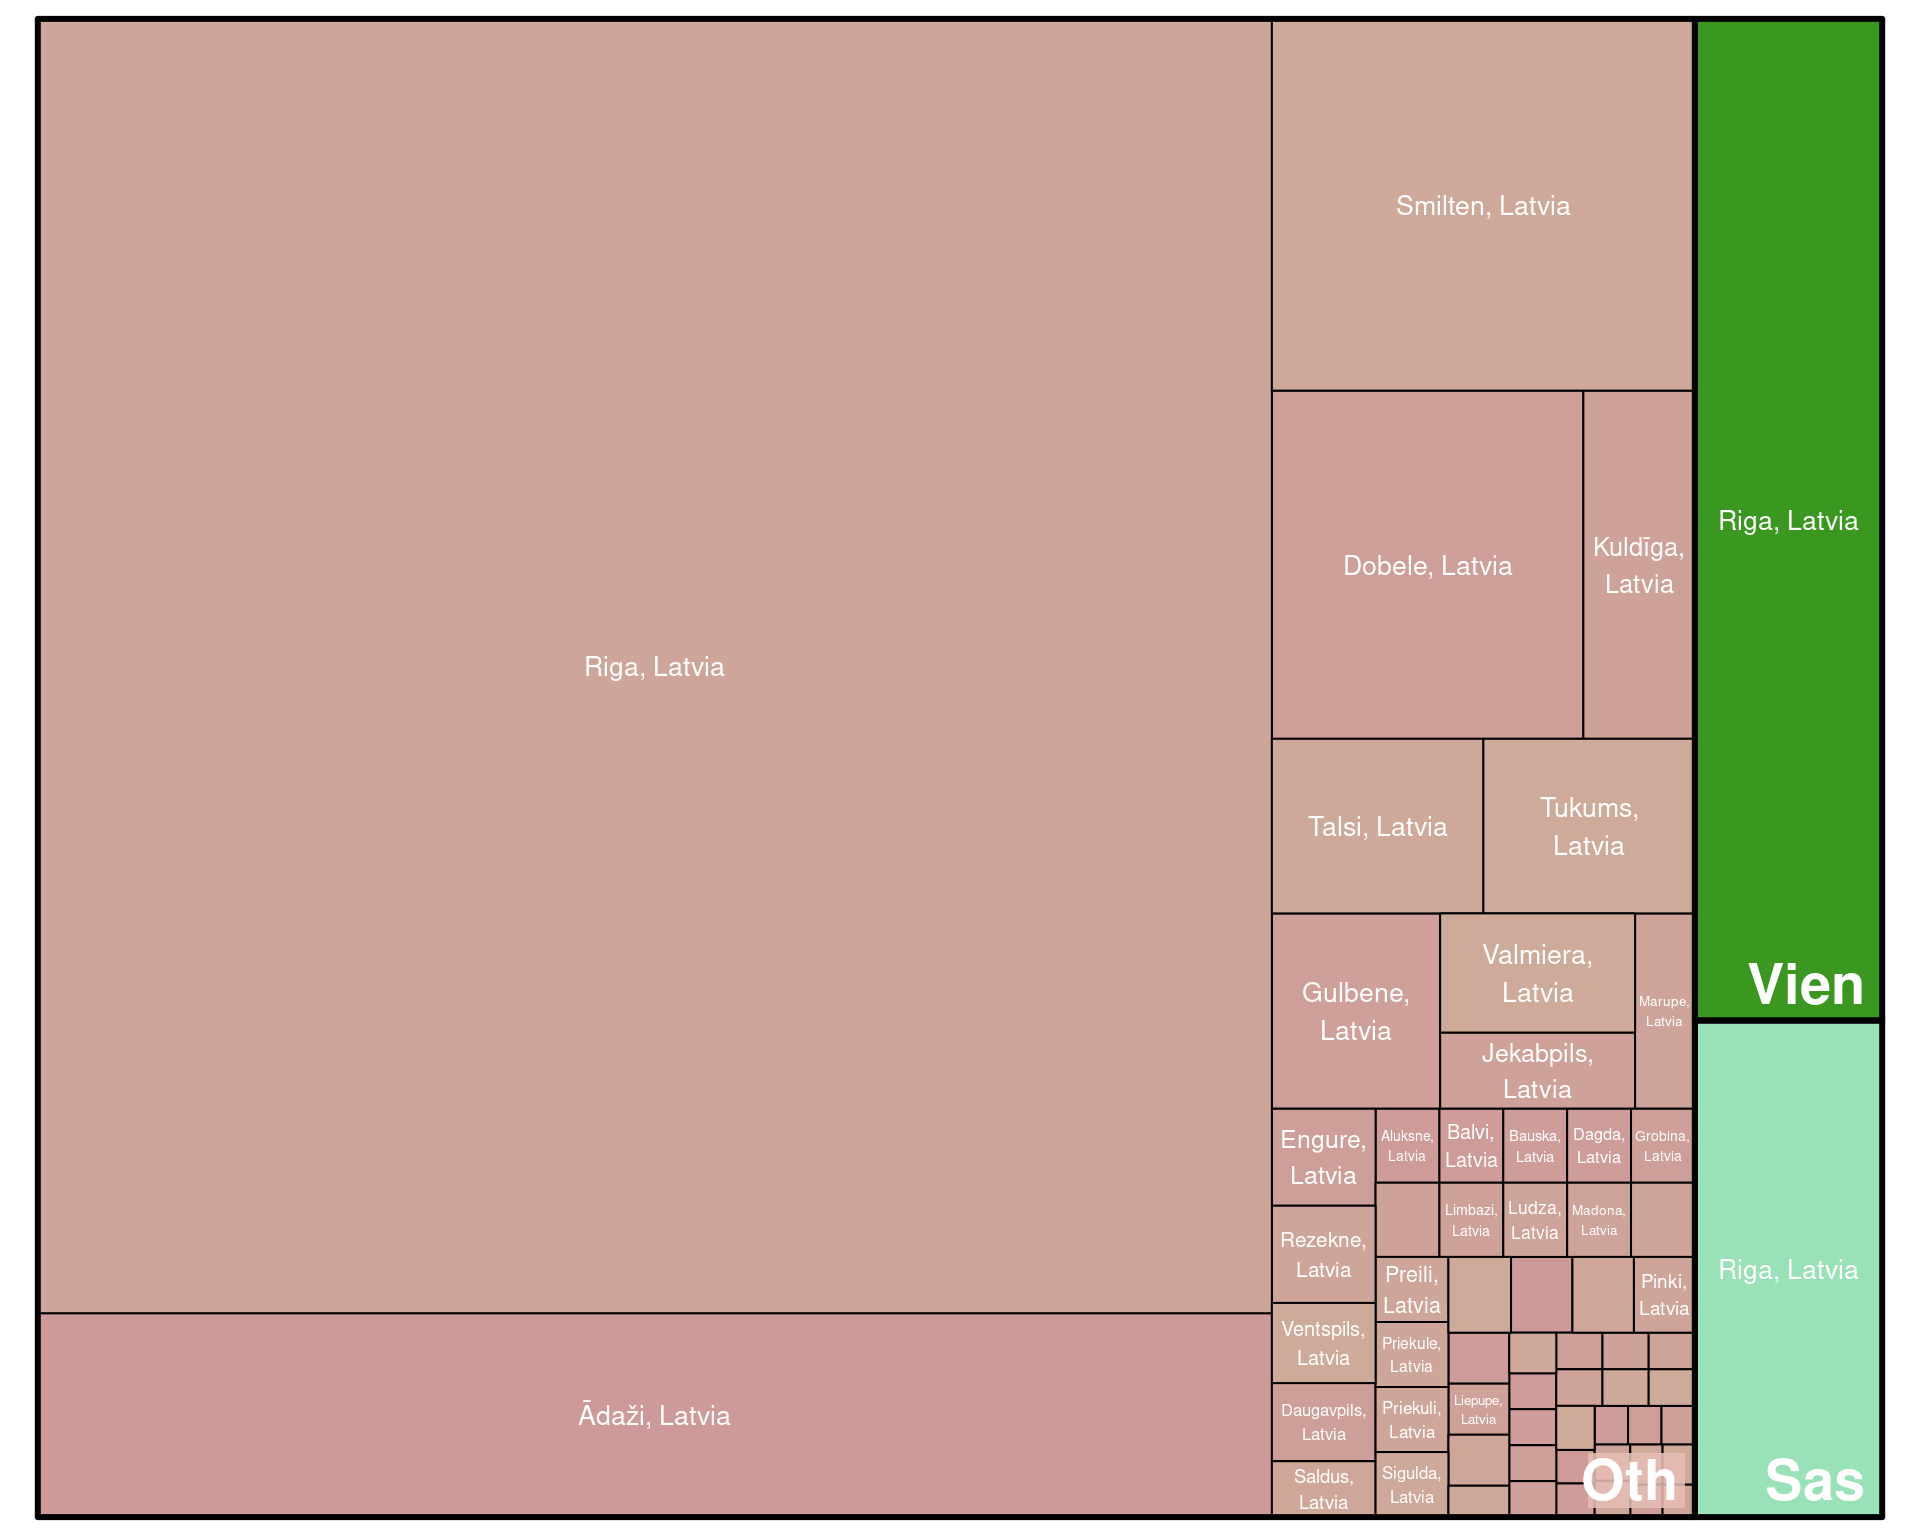 Riga, Latvia
Ādaži, Latvia
Smilten, Latvia
Dobele, Latvia
Kuldīga,
Latvia
Talsi, Latvia
Tukums,
Latvia
Gulbene,
Latvia
Valmiera,
Latvia
Jekabpils,
Latvia
Marupe,
Latvia
Engure,
Latvia
Rezekne,
Latvia
Ventspils,
Latvia
Daugavpils,
Latvia
Saldus,
Latvia
Aluksne,
Latvia
Balvi,
Latvia
Bauska,
Latvia
Dagda,
Latvia
Grobina,
Latvia
Limbazi,
Latvia
Ludza,
Latvia
Madona,
Latvia
Preili,
Latvia
Priekule,
Latvia
Priekuli,
Latvia
Sigulda,
Latvia
Pinki,
Latvia
Liepupe,
Latvia
Oth
Riga, Latvia
Vien
Riga, Latvia
Sas